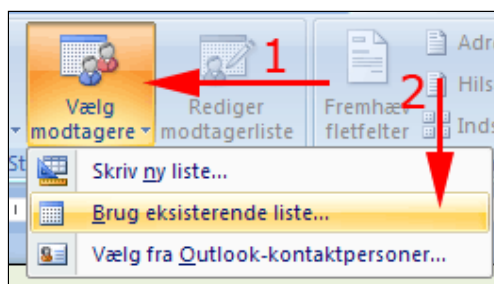 1
2
Vælg modtagere
Rediger modtagerliste
Fremhæv fletfelter
Adr
Hils
Inds
St
Skriv ny liste...
Brug eksisterende liste...
Vælg fra Outlook-kontaktpersoner...